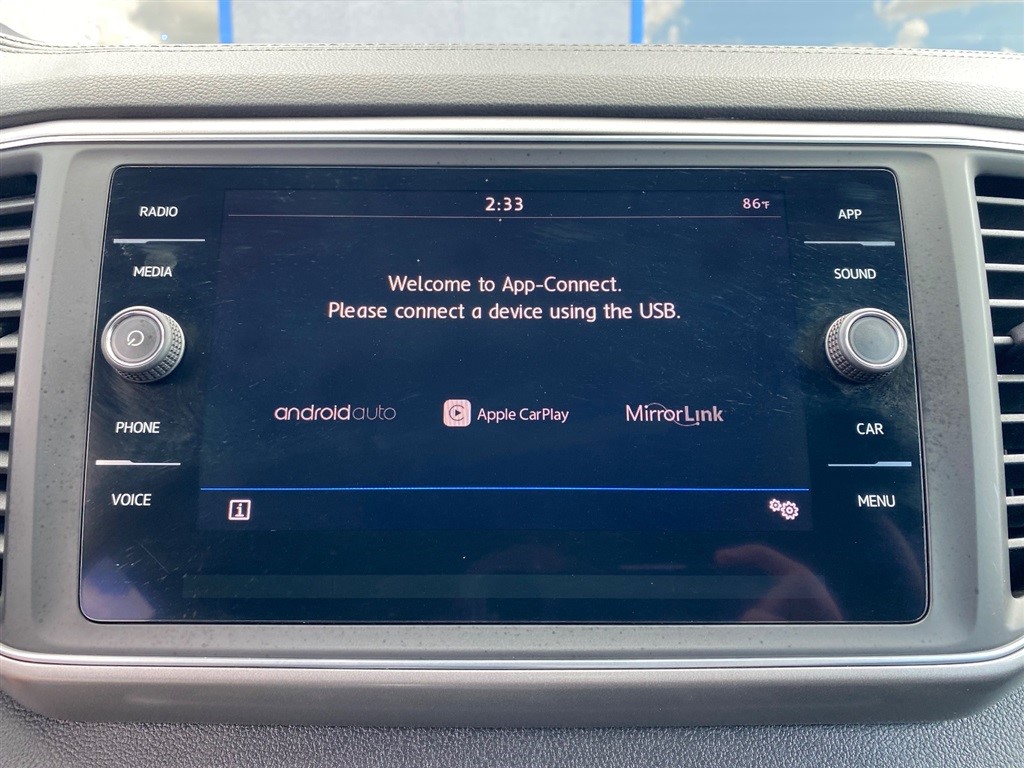 RADIO
MEDIA
PHONE
VOICE
2:33
86°F
Welcome to App-Connect.
Please connect a device using the USB.
androidauto
Apple CarPlay
MirrorLink
i
APP
SOUND
CAR
MENU